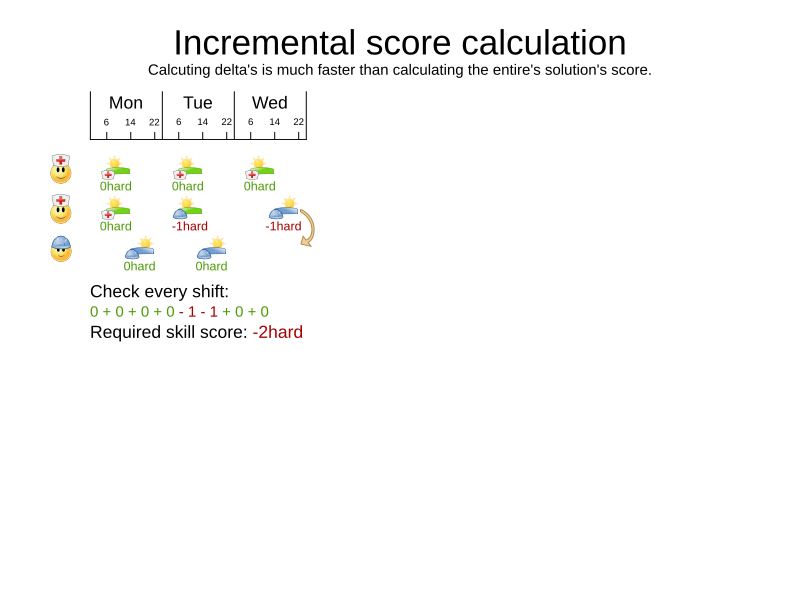 Incremental score calculation
Calcuting delta's is much faster than calculating the entire's solution's score.
Mon Tue Wed
6 14 22 6 14 22 6 14 22
0hard 0hard 0hard
0hard -1hard -1hard
0hard 0hard
Check every shift:
0 + 0 + 0 + 0 - 1 - 1 + 0 + 0
Required skill score: -2hard